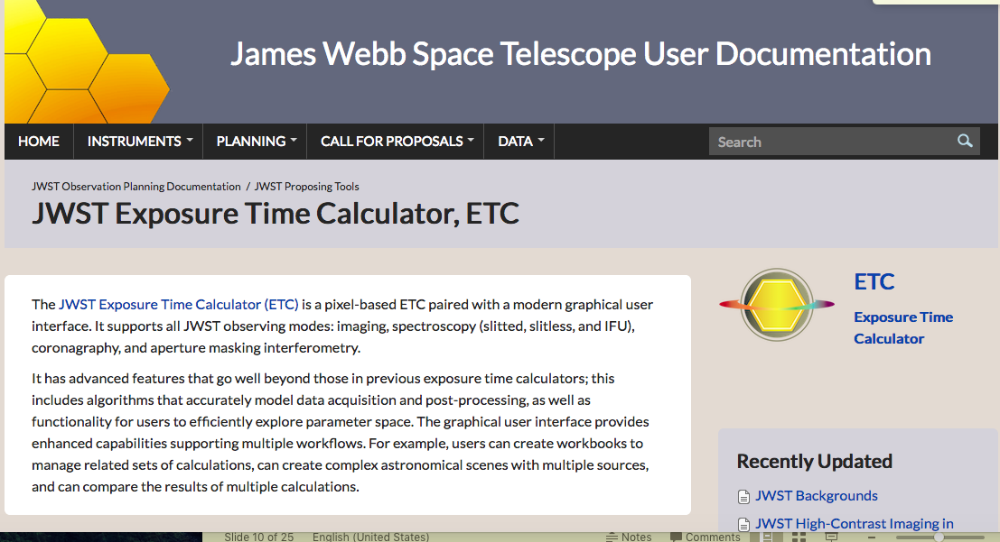 James Webb Space Telescope User Documentation
HOME INSTRUMENTS PLANNING CALL FOR PROPOSALS DATA Search
JWST Observation Planning Documentation / JWST Proposing Tools
JWST Exposure Time Calculator, ETC
The JWST Exposure Time Calculator (ETC) is a pixel-based ETC paired with a modern graphical user
interface. It supports all JWST observing modes: imaging, spectroscopy (slitted, slitless, and IFU),
coronagraphy, and aperture masking interferometry.
It has advanced features that go well beyond those in previous exposure time calculators; this
includes algorithms that accurately model data acquisition and post-processing, as well as
functionality for users to efficiently explore parameter space. The graphical user interface provides
enhanced capabilities supporting multiple workflows. For example, users can create workbooks to
manage related sets of calculations, can create complex astronomical scenes with multiple sources,
and can compare the results of multiple calculations.
ETC
Exposure Time
Calculator
Recently Updated
JWST Backgrounds
JWST High-Contrast Imaging in
Slide 10 of 25 English (United States) Notes Comments